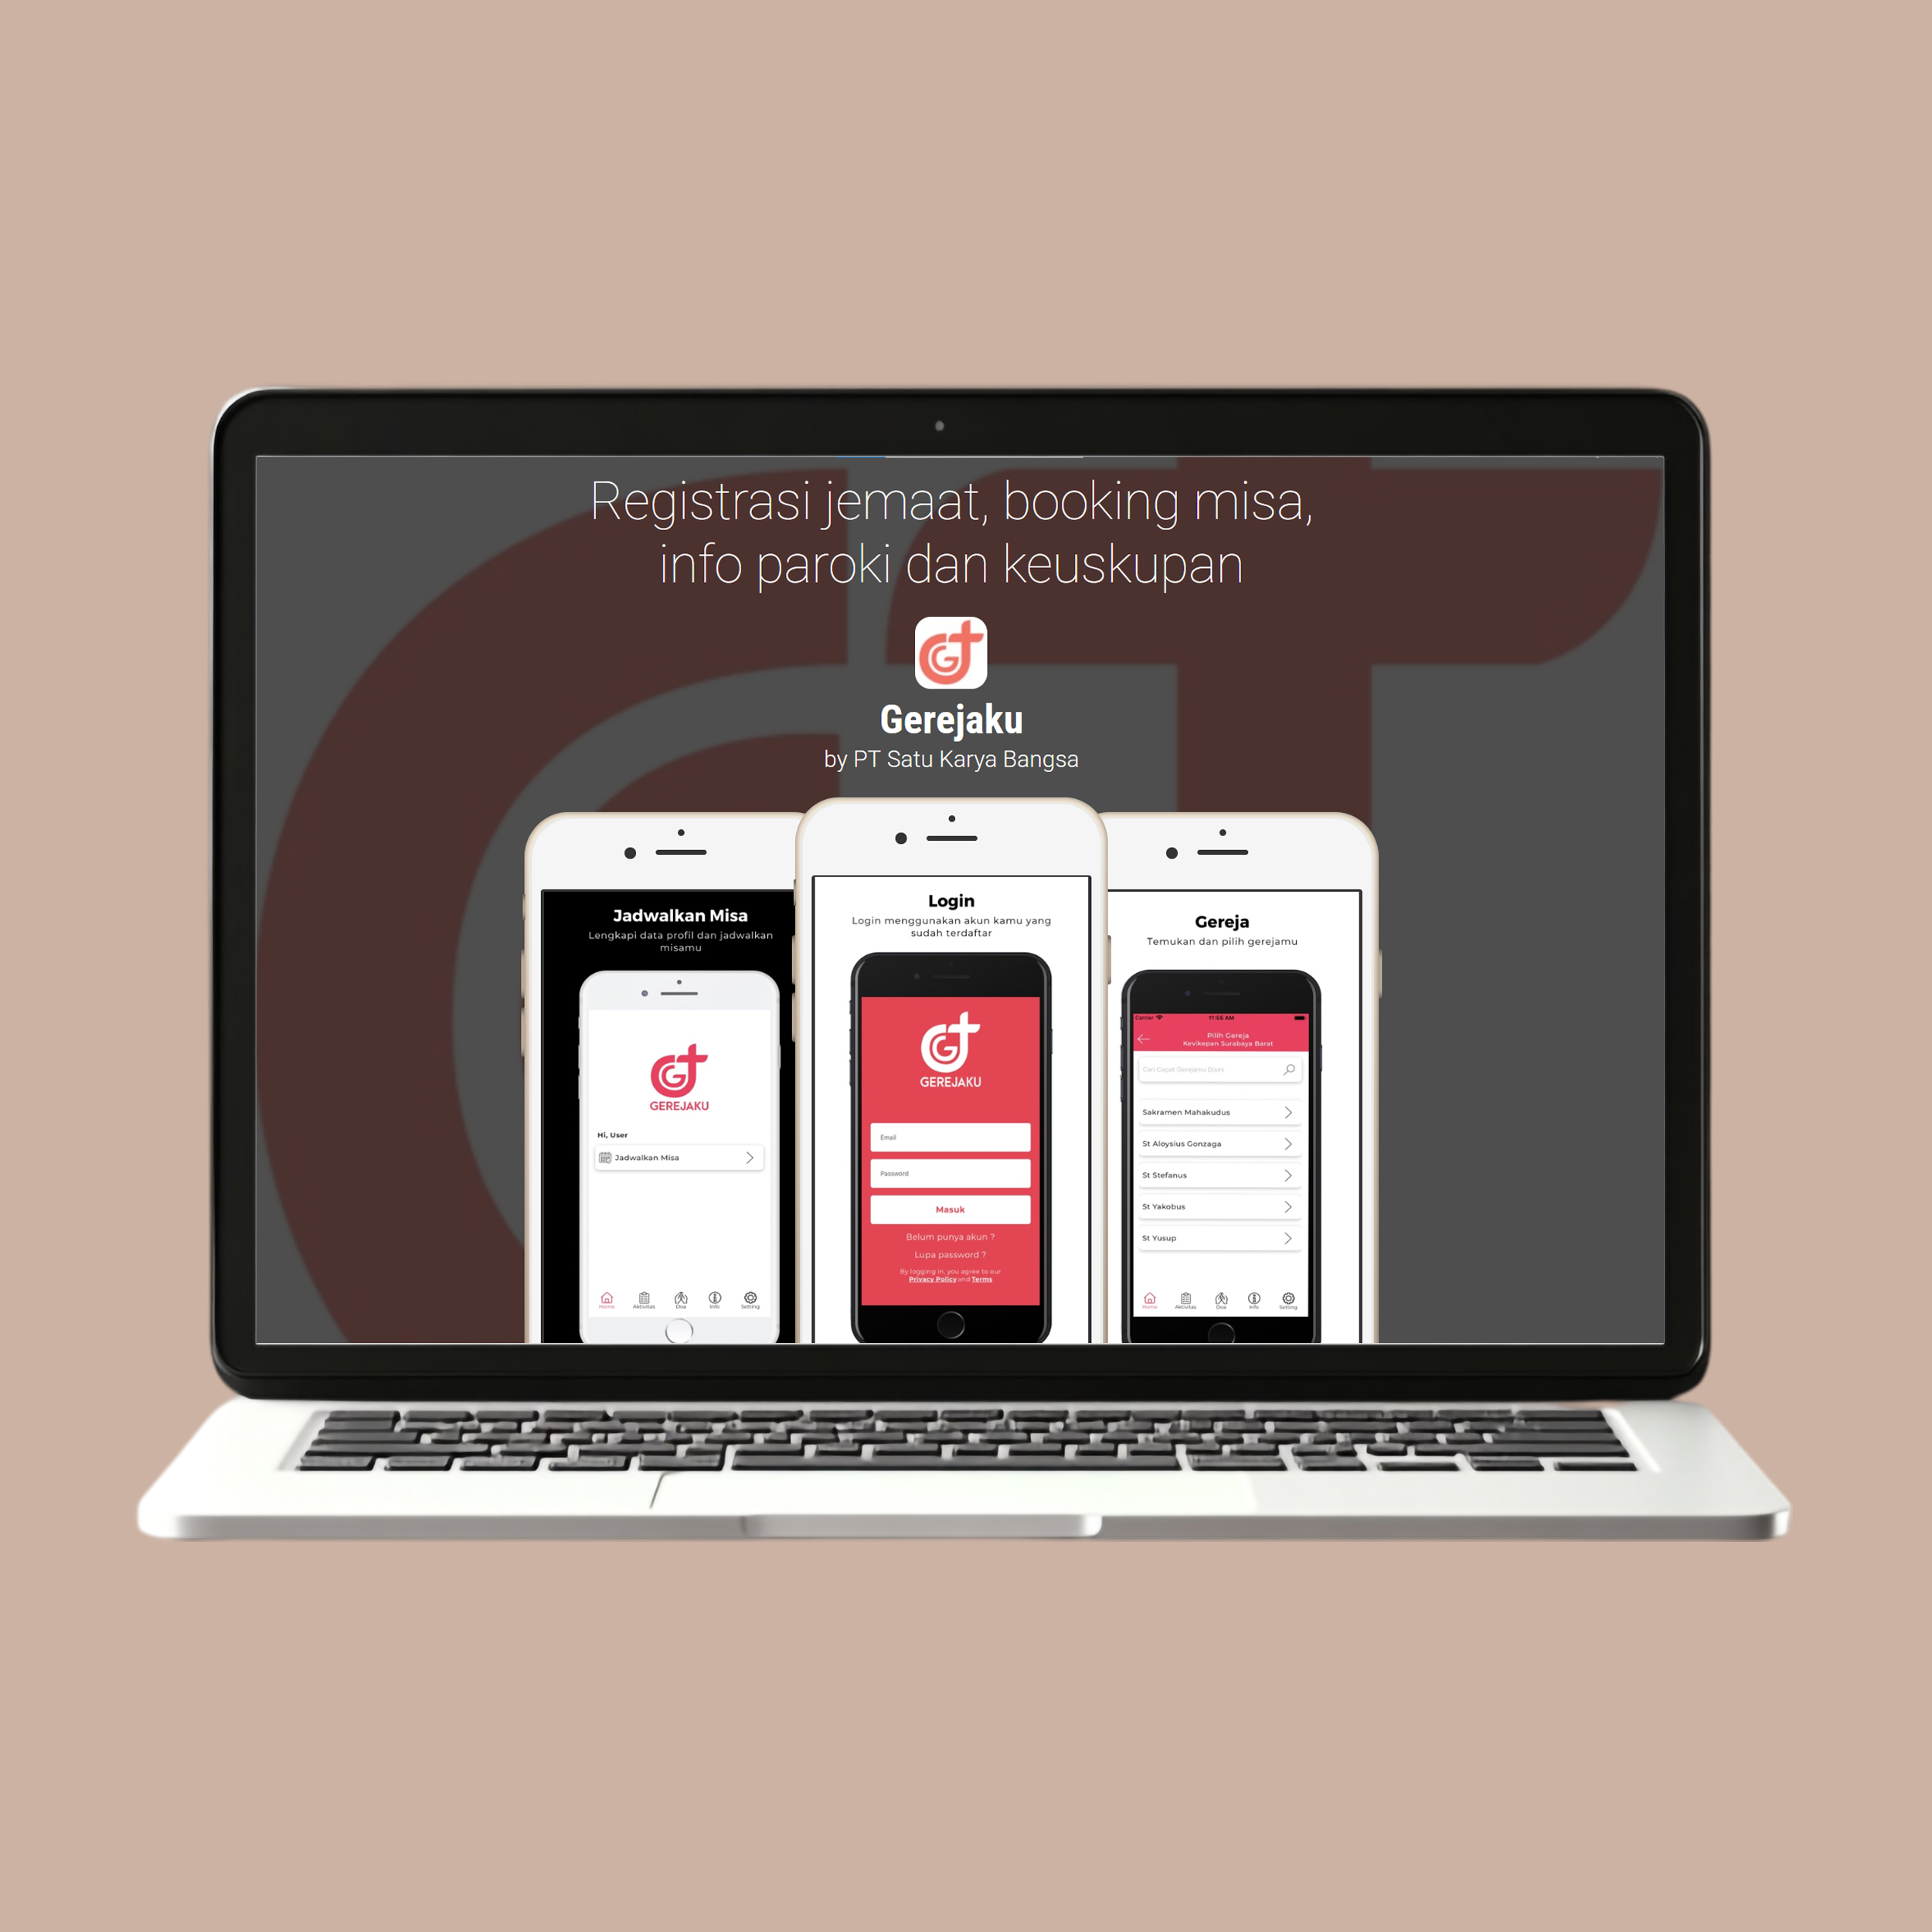 Registrasi jemaat, booking misa,
info paroki dan keuskupan
Gerejaku
by PT Satu Karya Bangsa
Jadwalkan Misa
Lengkapi data profil dan jadwalkan
misamu
GEREJAKU
Hi, User
Jadwalkan Misa
Home Aktivitas Doa Info Setting
Login
Login menggunakan akun kamu yang
sudah terdaftar
GEREJAKU
Email
Password
Masuk
Belum punya akun ?
Lupa password ?
By logging in, you agree to our
Privacy Policy and Terms
Gereja
Temukan dan pilih gerejamu
Carrier 11:56 AM
Pilih Gereja
Kevikepan Surabaya Barat
Cari Cepat Gerejamu Disini
Sakramen Mahakudus
St Aloysius Gonzaga
St Stefanus
St Yakobus
St Yusup
Home Aktivitas Doa Info Setting